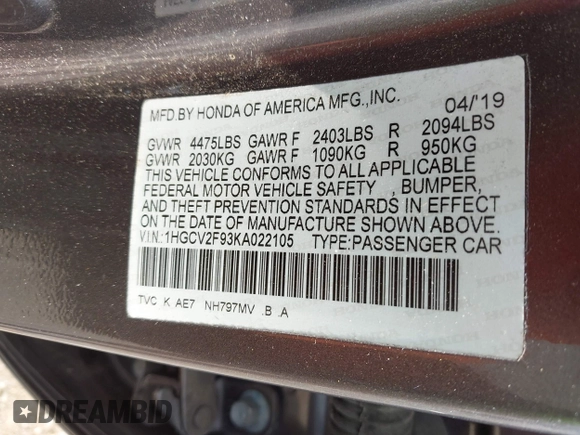 MFD.BY HONDA OF AMERICA MFG.,INC. 04/'19
GVWR 4475LBS GAWR F 2403LBS R 2094LBS
GVWR 2030KG GAWR F 1090KG R 950KG
THIS VEHICLE CONFORMS TO ALL APPLICABLE
FEDERAL MOTOR VEHICLE SAFETY , BUMPER,
AND THEFT PREVENTION STANDARDS IN EFFECT
ON THE DATE OF MANUFACTURE SHOWN ABOVE.
V.I.N.:1HGCV2F93KA022105 TYPE:PASSENGER CAR
TVC K AE7 NH797MV .B .A
DREAMBID